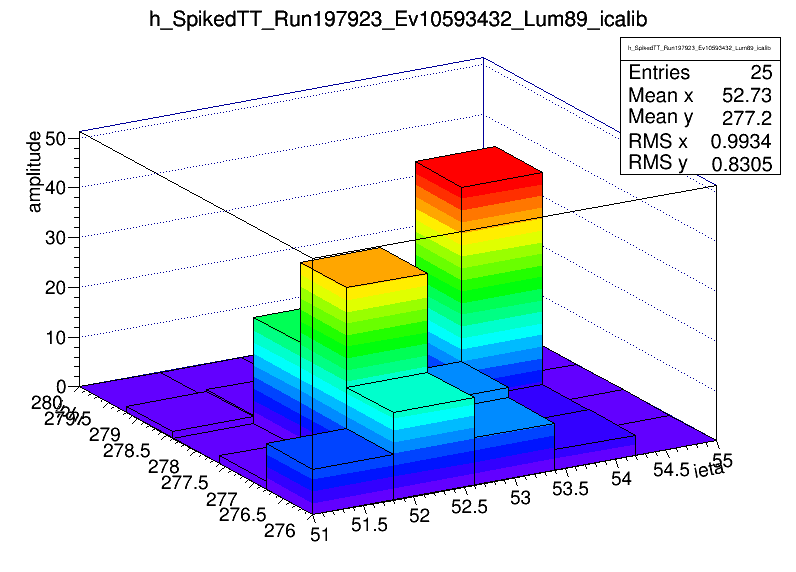 h_SpikedTT_Run197923_Ev10593432_Lum89_icalib
h_SpikedTT_Run197923_Ev10593432_Lum89_icalib
Entries 25
Mean x 52.73
Mean y 277.2
RMS x 0.9934
RMS y 0.8305
amplitude
50
40
30
20
10
0
280
279.5
279
278.5
278
277.5
277
276.5
276
51
51.5
52
52.5
53
53.5
54
54.5
55
ieta